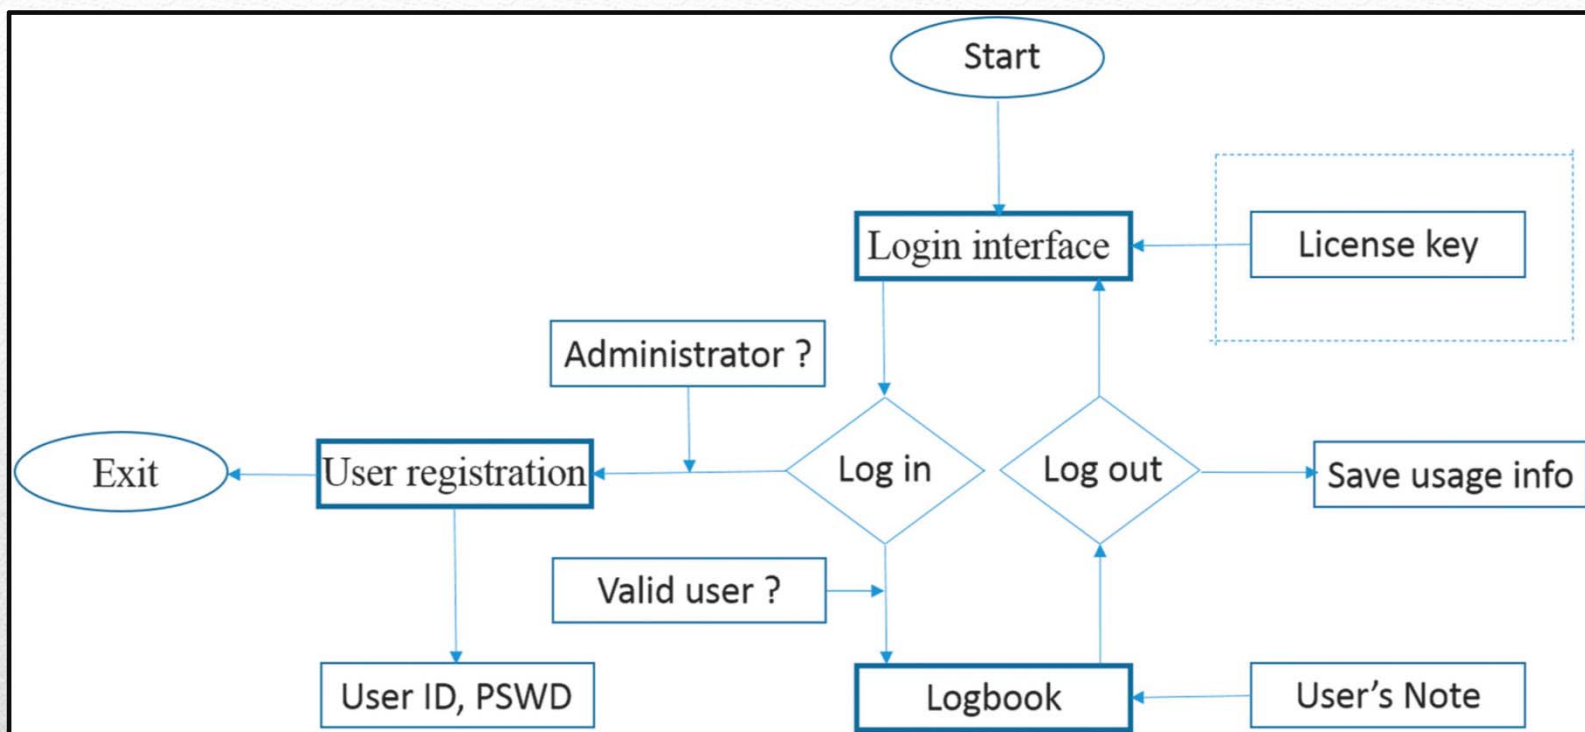 Start
Login interface
License key
Administrator ?
Exit
User registration
Log in
Log out
Save usage info
Valid user ?
User ID, PSWD
Logbook
User’s Note